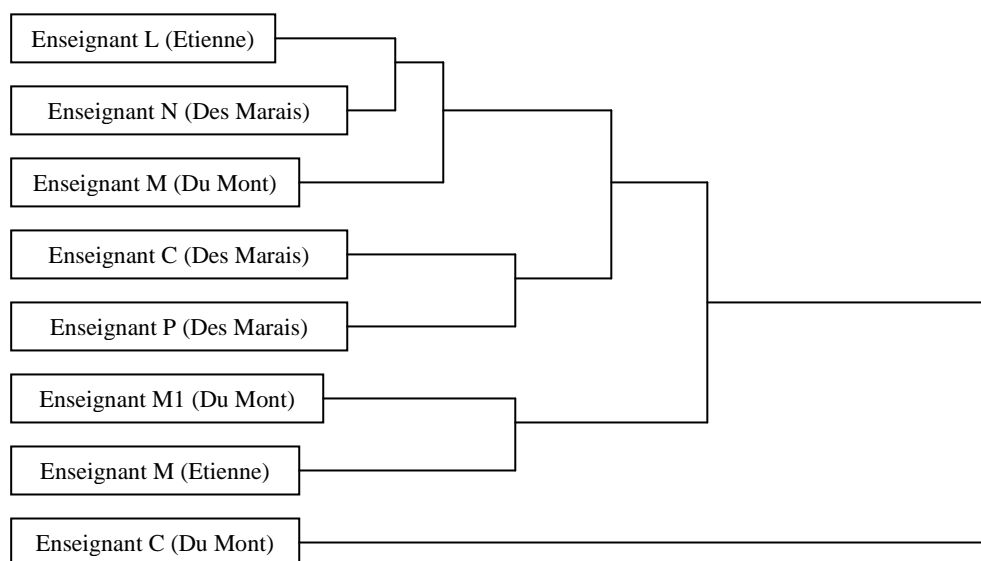 Enseignant L (Etienne)
Enseignant N (Des Marais)
Enseignant M (Du Mont)
Enseignant C (Des Marais)
Enseignant P (Des Marais)
Enseignant M1 (Du Mont)
Enseignant M (Etienne)
Enseignant C (Du Mont)